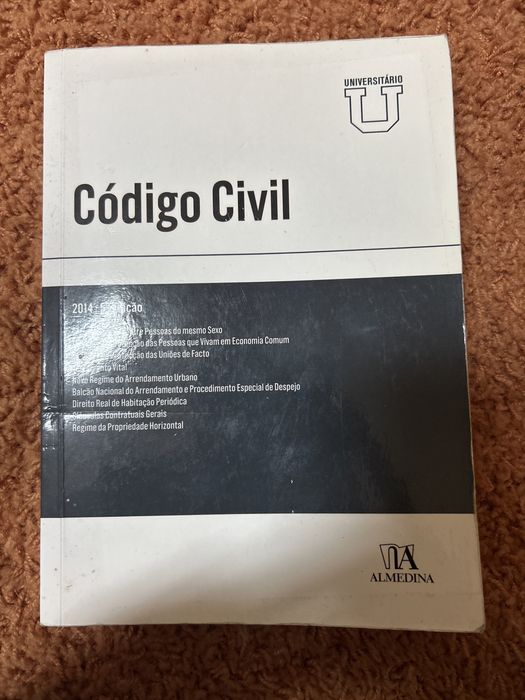 UNIVERSITÁRIO
U
Código Civil
2014
Pessoas do mesmo Sexo
das Pessoas que Vivam em Economia Comum
das Uniões de Facto
Vital
Novo Regime do Arrendamento Urbano
Balcão Nacional do Arrendamento e Procedimento Especial de Despejo
Direito Real de Habitação Periódica
Cláusulas Contratuais Gerais
Regime da Propriedade Horizontal
ALMEDINA